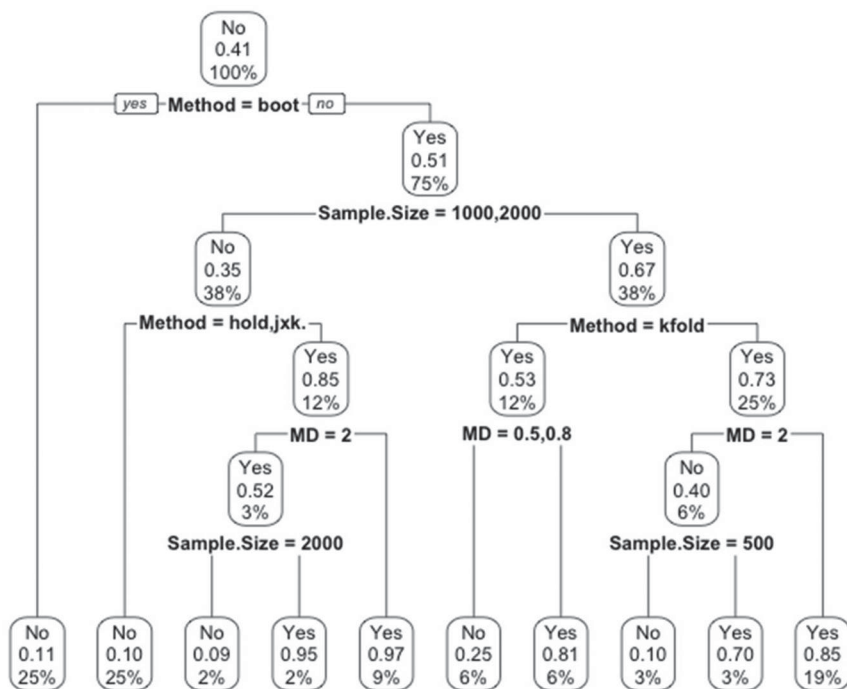 No
0.41
100%
yes Method = boot no
Yes
0.51
75%
Sample.Size = 1000,2000
No
0.35
38%
Yes
0.67
38%
Method = hold,jxk.
Method = kfold
Yes
0.85
12%
Yes
0.53
12%
Yes
0.73
25%
MD = 2
MD = 0.5,0.8
MD = 2
Yes
0.52
3%
No
0.40
6%
Sample.Size = 2000
Sample.Size = 500
No
0.11
25%
No
0.10
25%
No
0.09
2%
Yes
0.95
2%
Yes
0.97
9%
No
0.25
6%
Yes
0.81
6%
No
0.10
3%
Yes
0.70
3%
Yes
0.85
19%